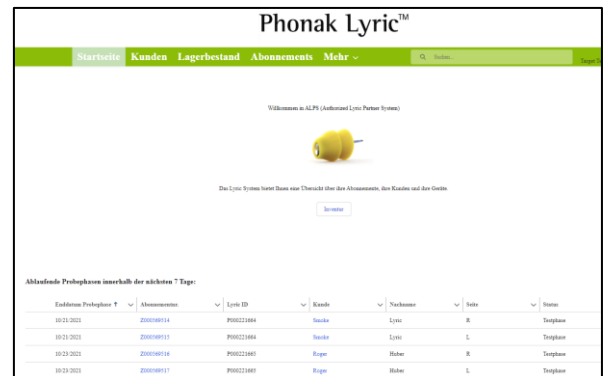 Phonak Lyric™
Startseite Kunden Lagerbestand Abonnements Mehr
Suchen...
Willkommen in ALPS (Authorized Lyric Partner System)
Das Lyric System bietet Ihnen eine Übersicht über ihre Abonnemente, ihre Kunden und ihre Geräte.
Inventar
Ablaufende Probephasen innerhalb der nächsten 7 Tage:
Enddatum Probephase ↑ Abonnementnr. Lyric ID Kunde Nachname Seite Status
10/21/2021 Z000569514 P000221664 Smoke Lyric R Testphase
10/21/2021 Z000569515 P000221664 Smoke Lyric L Testphase
10/23/2021 Z000569516 P000221665 Roger Huber R Testphase
10/23/2021 Z000569517 P000221665 Roger Huber L Testphase